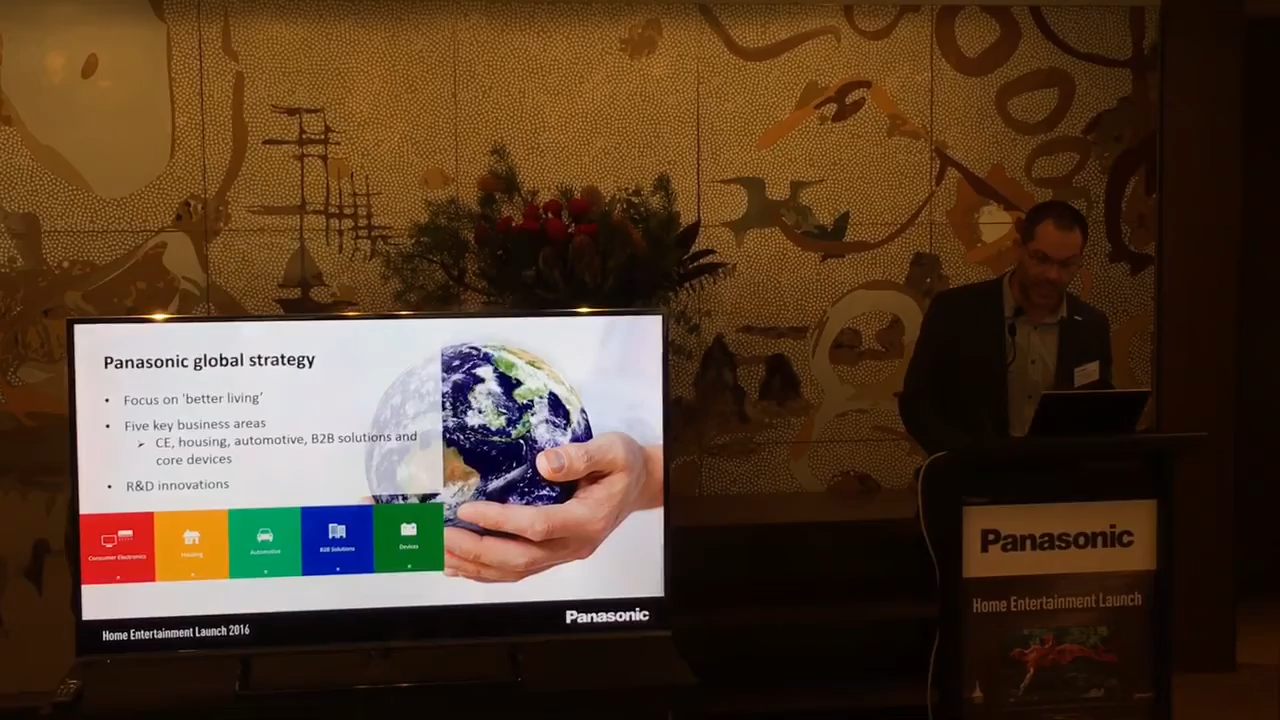 Panasonic global strategy
• Focus on 'better living'
• Five key business areas
➢ CE, housing, automotive, B2B solutions and
core devices
• R&D innovations
Consumer Electronics
Housing
Automotive
B2B Solutions
Devices
Panasonic
Home Entertainment Launch 2016
Panasonic
Home Entertainment Launch